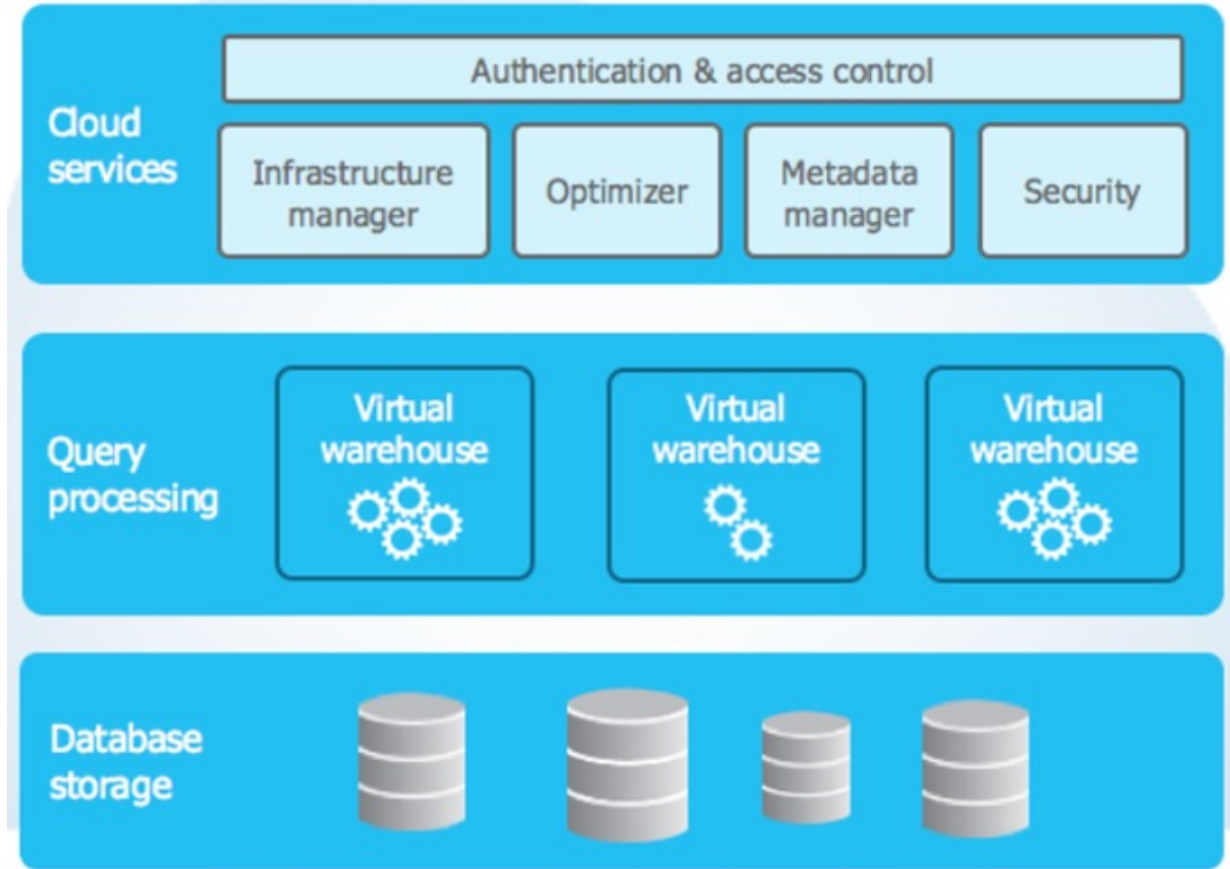 Authentication & access control
Cloud
services
Infrastructure
manager
Optimizer
Metadata
manager
Security
Query
processing
Virtual
warehouse
Virtual
warehouse
Virtual
warehouse
Database
storage